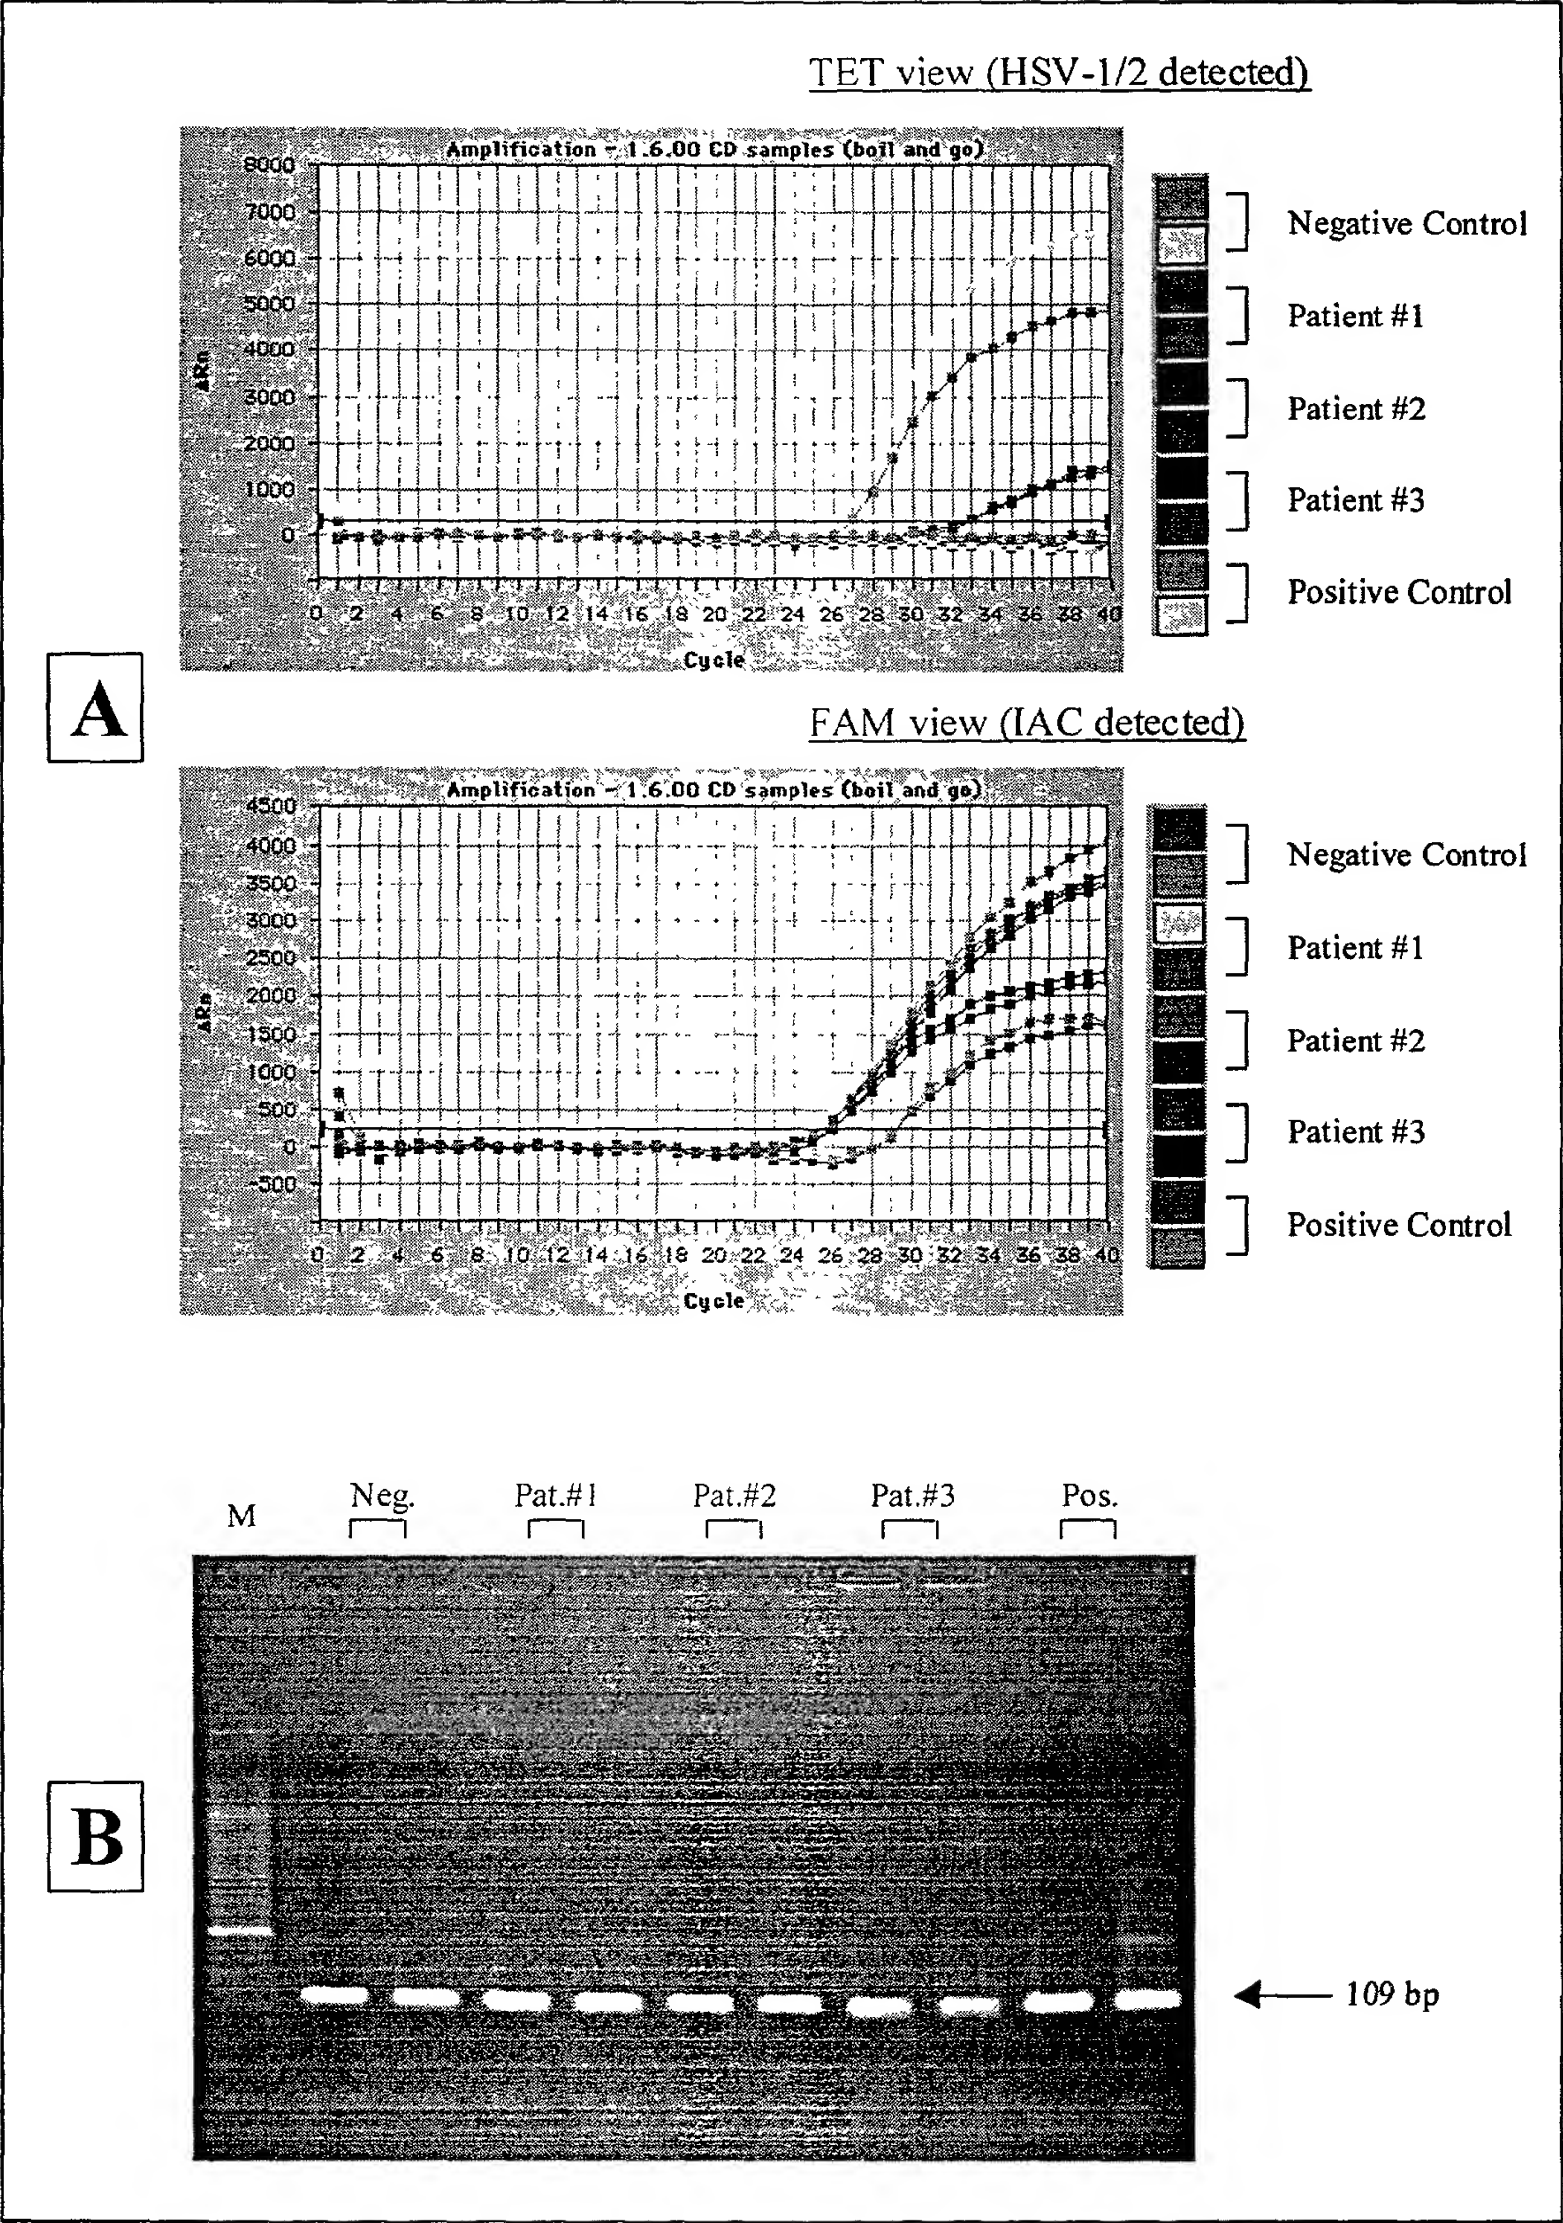 TET view (HSV-1/2 detected)
Amplification - 1.6.00 CD samples (boil and go)
8000
7000
6000
5000
4000
3000
2000
1000
0
ΔRn
0 2 4 6 8 10 12 14 16 18 20 22 24 26 28 30 32 34 36 38 40
Cycle
Negative Control
Patient #1
Patient #2
Patient #3
Positive Control
A
FAM view (IAC detected)
Amplification - 1.6.00 CD samples (boil and go)
4500
4000
3500
3000
2500
2000
1500
1000
500
0
-500
ΔRn
0 2 4 6 8 10 12 14 16 18 20 22 24 26 28 30 32 34 36 38 40
Cycle
Negative Control
Patient #1
Patient #2
Patient #3
Positive Control
M Neg. Pat.#1 Pat.#2 Pat.#3 Pos.
B
109 bp